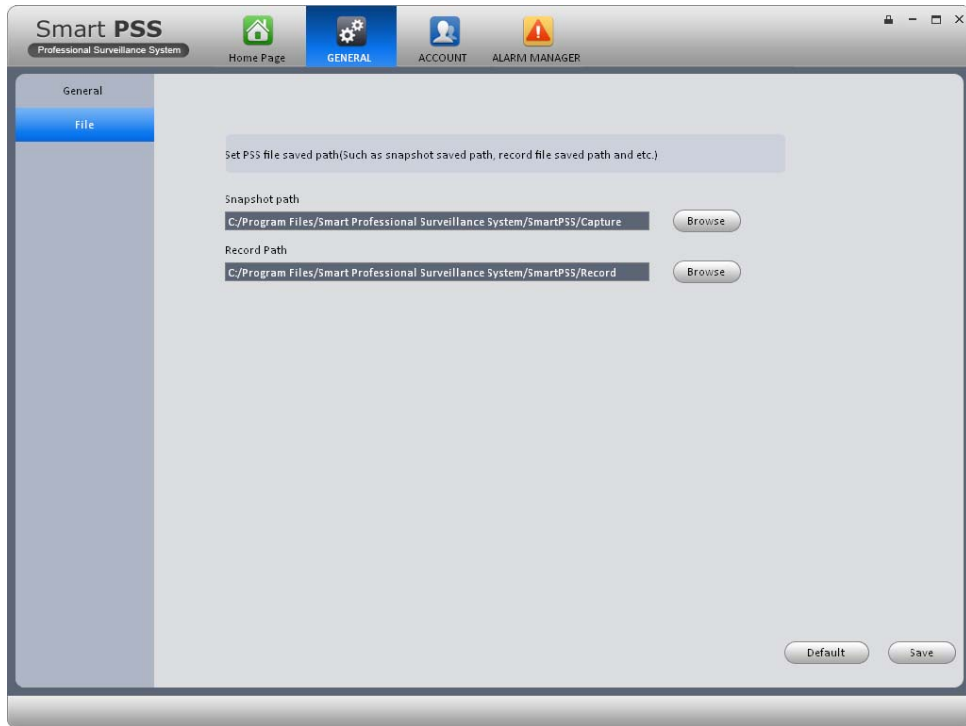 Smart PSS
Professional Surveillance System
Home Page
GENERAL
ACCOUNT
ALARM MANAGER
General
File
Set PSS file saved path(Such as snapshot saved path, record file saved path and etc.)
Snapshot path
C:/Program Files/Smart Professional Surveillance System/SmartPSS/Capture
Browse
Record Path
C:/Program Files/Smart Professional Surveillance System/SmartPSS/Record
Browse
Default
Save